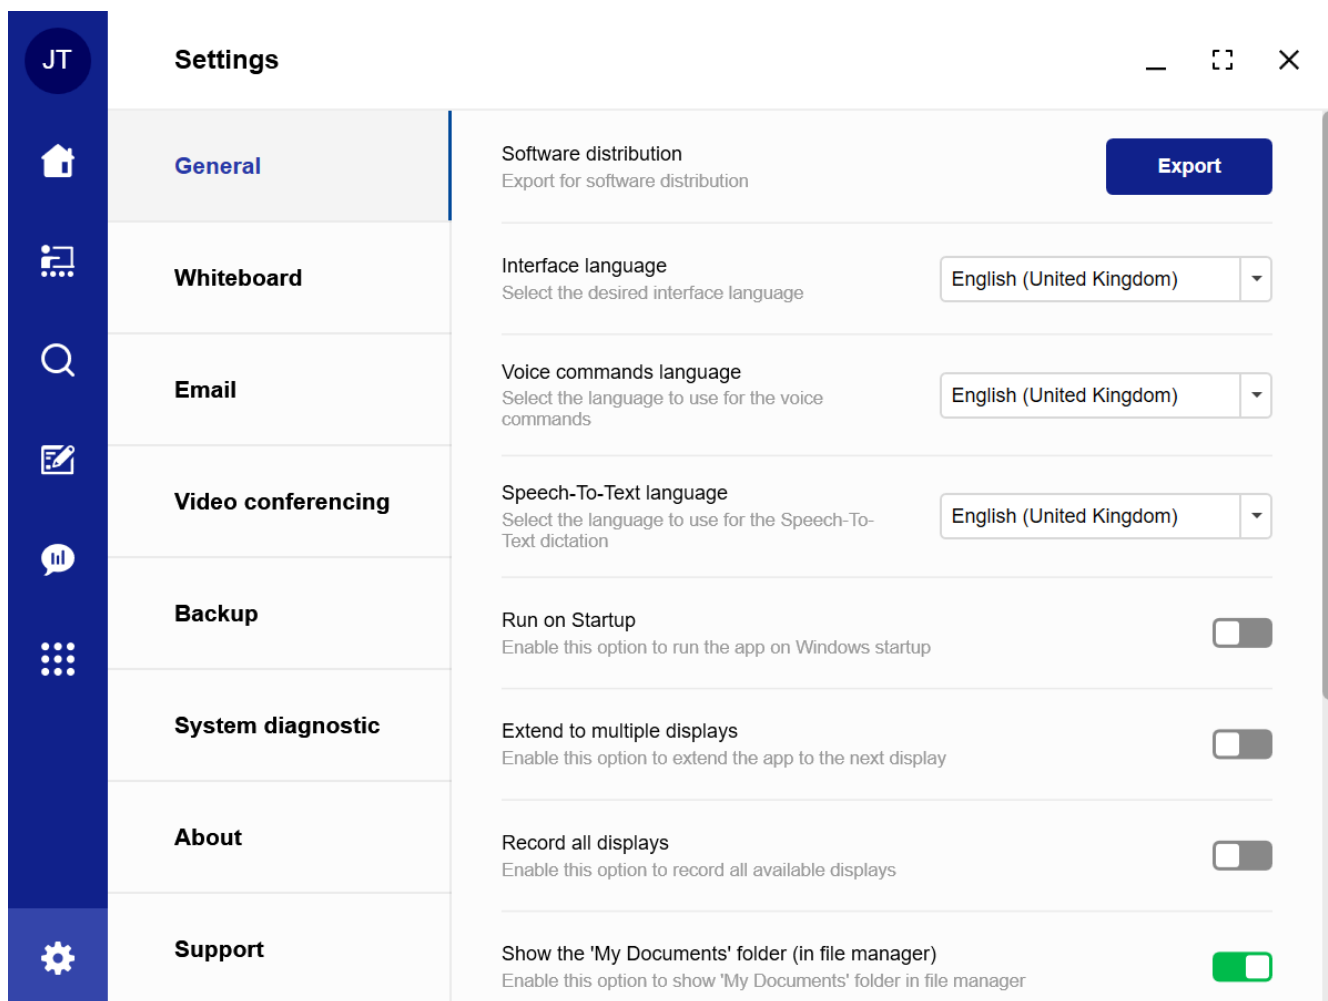 JT
Settings
General
Whiteboard
Email
Video conferencing
Backup
System diagnostic
About
Support
Software distribution
Export for software distribution
Export
Interface language
Select the desired interface language
English (United Kingdom)
Voice commands language
Select the language to use for the voice
commands
English (United Kingdom)
Speech-To-Text language
Select the language to use for the Speech-To-
Text dictation
English (United Kingdom)
Run on Startup
Enable this option to run the app on Windows startup
Extend to multiple displays
Enable this option to extend the app to the next display
Record all displays
Enable this option to record all available displays
Show the 'My Documents' folder (in file manager)
Enable this option to show 'My Documents' folder in file manager